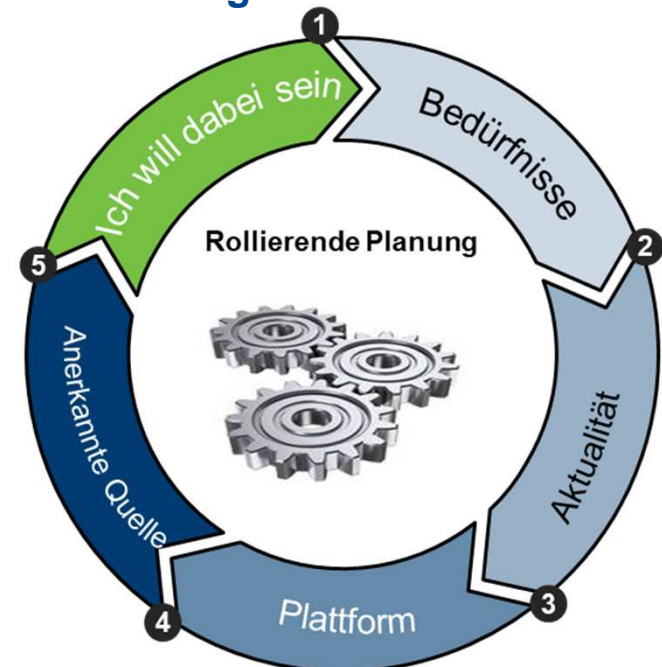 1
Bedürfnisse
2
Aktualität
3
Plattform
4
Anerkannte Quelle
5
Ich will dabei sein
Rollierende Planung